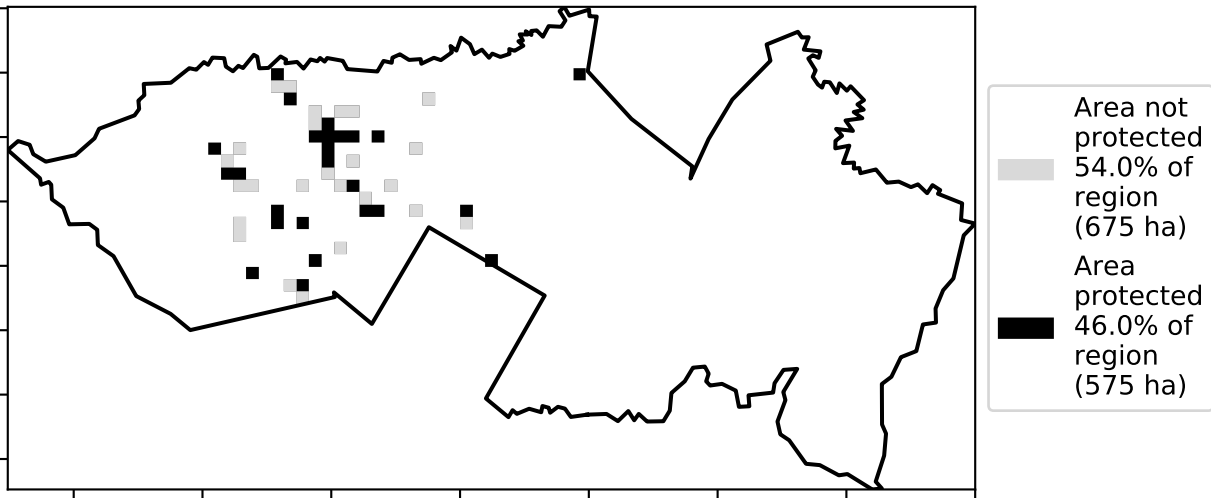 Area not
protected
54.0% of
region
(675 ha)
Area
protected
46.0% of
region
(575 ha)